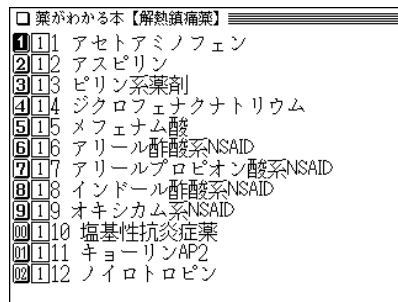 □ 薬がわかる本【解熱鎮痛薬】
1 1 1 アセトアミノフェン
2 1 2 アスピリン
3 1 3 ピリン系薬剤
4 1 4 ジクロフェナクナトリウム
5 1 5 メフェナム酸
6 1 6 アリール酢酸系NSAID
7 1 7 アリールプロピオン酸系NSAID
8 1 8 インドール酢酸系NSAID
9 1 9 オキシカム系NSAID
00 1 10 塩基性抗炎症薬
01 1 11 キョーリンAP2
02 1 12 ノイロトロピン